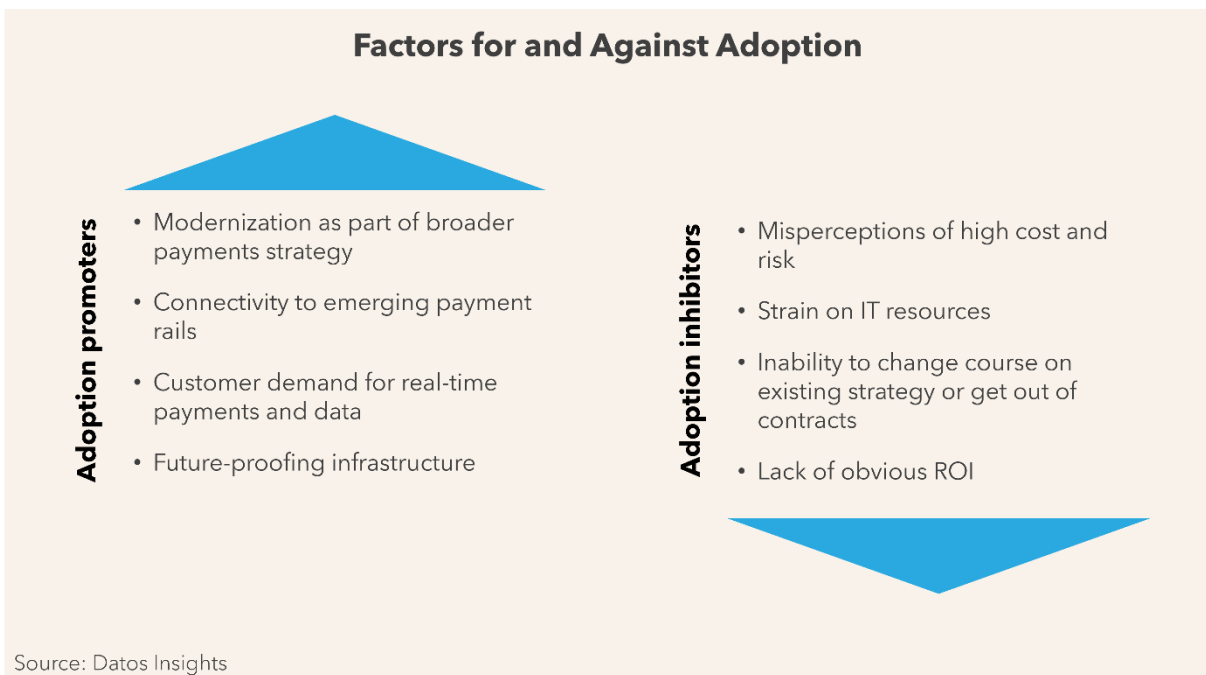 Factors for and Against Adoption
Adoption promoters
• Modernization as part of broader
payments strategy
• Connectivity to emerging payment
rails
• Customer demand for real-time
payments and data
• Future-proofing infrastructure
Adoption inhibitors
• Misperceptions of high cost and
risk
• Strain on IT resources
• Inability to change course on
existing strategy or get out of
contracts
• Lack of obvious ROI
Source: Datos Insights